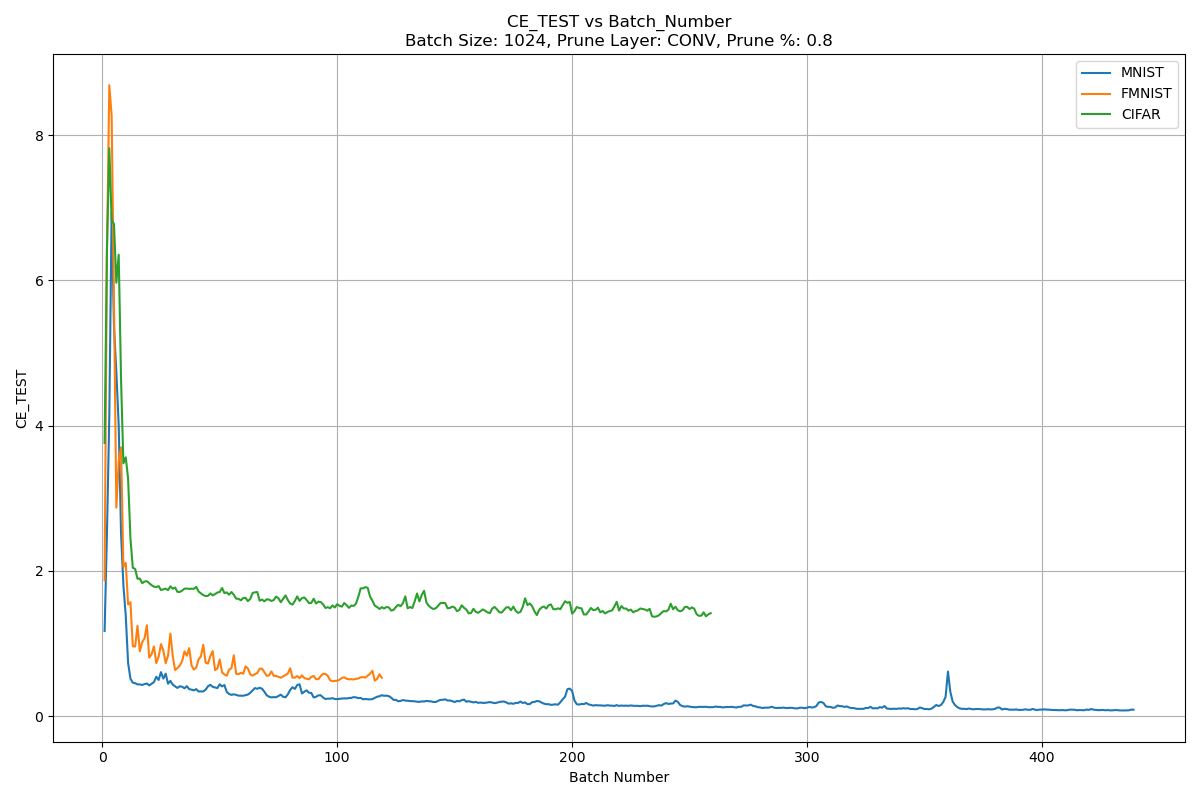 CE_TEST vs Batch_Number
Batch Size: 1024, Prune Layer: CONV, Prune %: 0.8
MNIST
FMNIST
CIFAR
CE_TEST
8
6
4
2
0
0 100 200 300 400
Batch Number